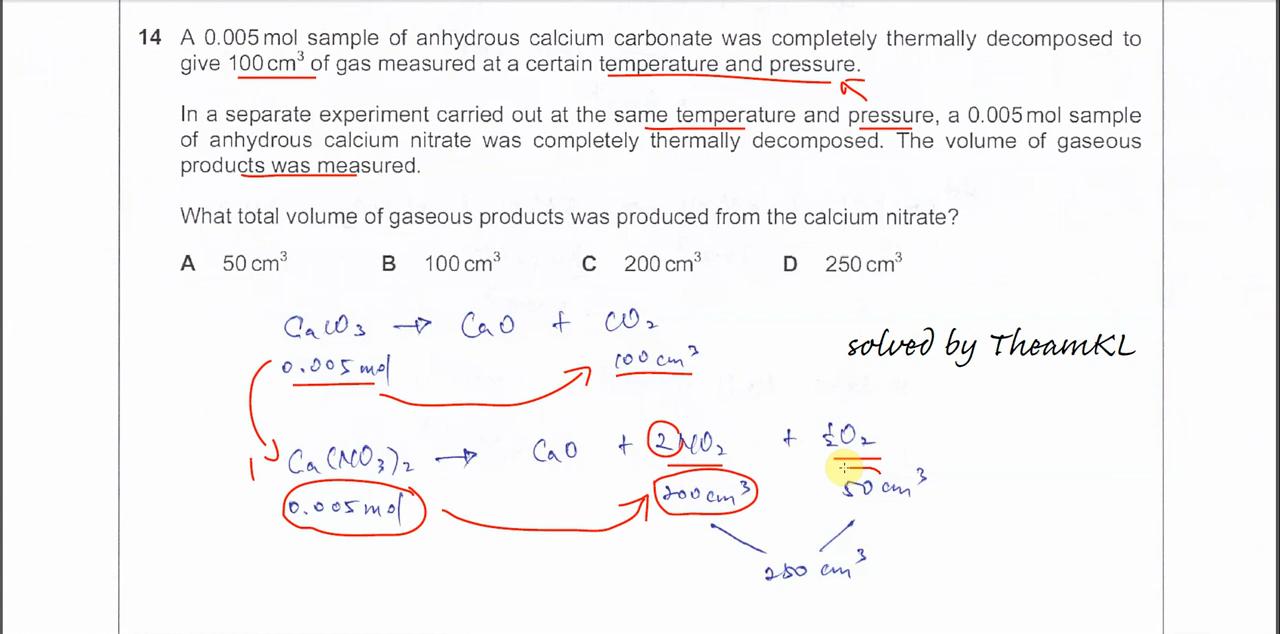 14 A 0.005 mol sample of anhydrous calcium carbonate was completely thermally decomposed to
give 100 cm³ of gas measured at a certain temperature and pressure.
In a separate experiment carried out at the same temperature and pressure, a 0.005 mol sample
of anhydrous calcium nitrate was completely thermally decomposed. The volume of gaseous
products was measured.
What total volume of gaseous products was produced from the calcium nitrate?
A 50 cm³ B 100 cm³ C 200 cm³ D 250 cm³
CaCO₃ → CaO + CO₂
solved by TheamKL
0.005 mol 100 cm³
1 Ca(NO₃)₂ → CaO + 2NO₂ + ½O₂
0.005 mol 200 cm³ 50 cm³
250 cm³